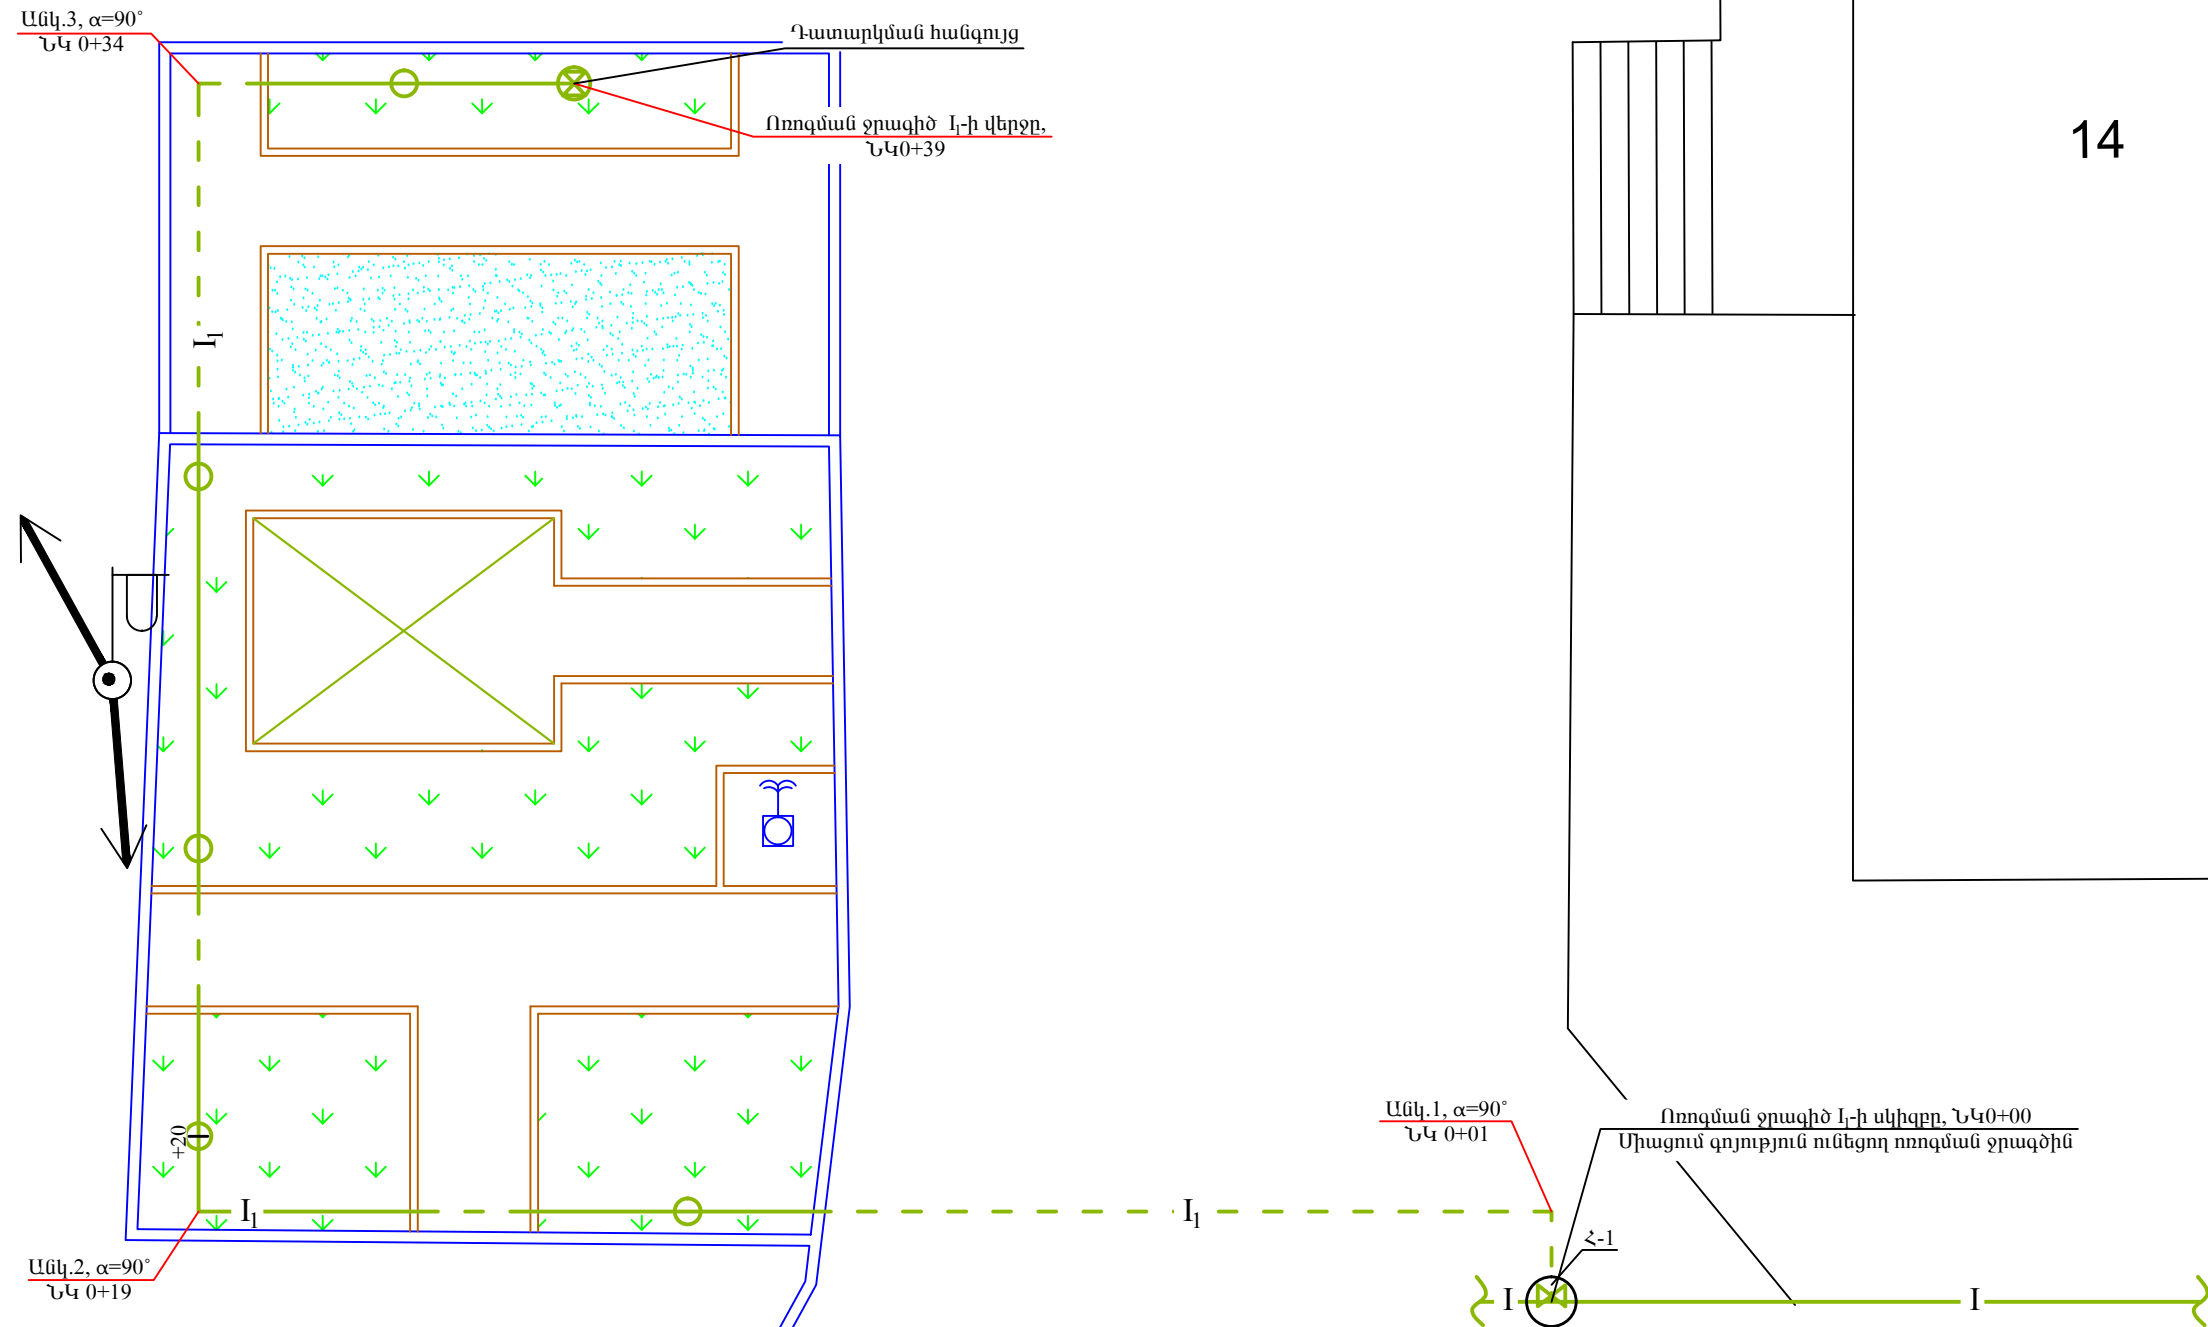 Անկ.3, α=90°
ՆԿ 0+34
Դատարկման հանգույց
Ոռոգման ջրագիծ I₁-ի վերջը,
ՆԿ0+39
14
I₁
+20
I₁
I₁
Անկ.1, α=90°
ՆԿ 0+01
Ոռոգման ջրագիծ I₁-ի սկիզբը, ՆԿ0+00
Միացում գոյություն ունեցող ոռոգման ջրագծին
Հ-1
Անկ.2, α=90°
ՆԿ 0+19
I
I